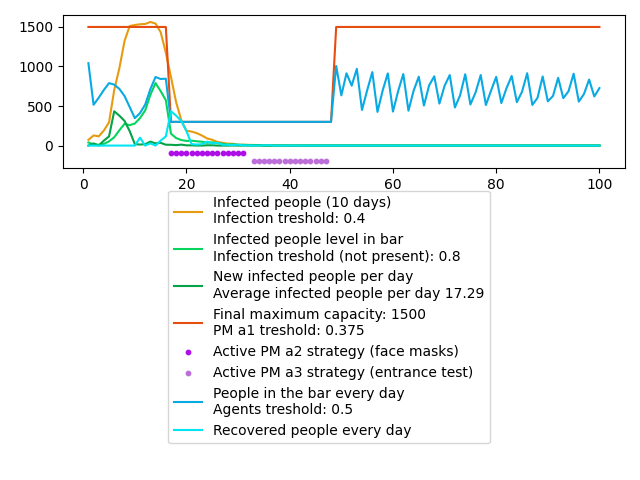 1500
1000
500
0
0 20 40 60 80 100
Infected people (10 days)
Infection treshold: 0.4
Infected people level in bar
Infection treshold (not present): 0.8
New infected people per day
Average infected people per day 17.29
Final maximum capacity: 1500
PM a1 treshold: 0.375
Active PM a2 strategy (face masks)
Active PM a3 strategy (entrance test)
People in the bar every day
Agents treshold: 0.5
Recovered people every day